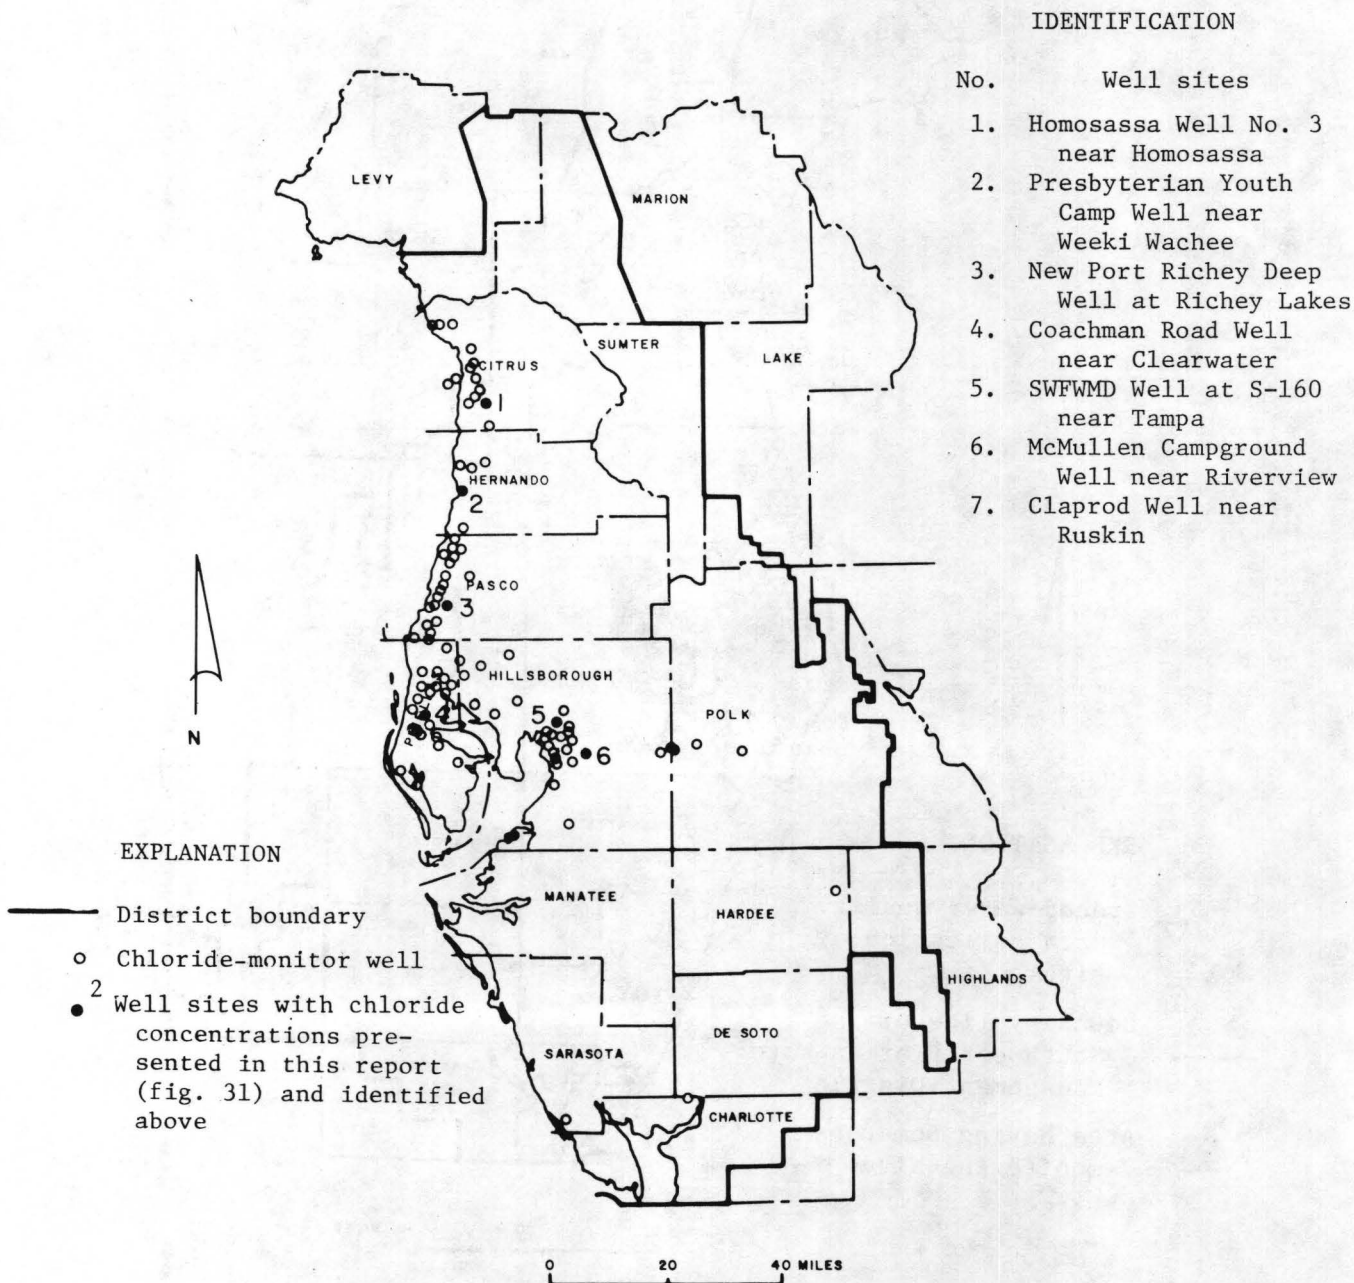 IDENTIFICATION
No. Well sites
1. Homosassa Well No. 3
near Homosassa
2. Presbyterian Youth
Camp Well near
Weeki Wachee
3. New Port Richey Deep
Well at Richey Lakes
4. Coachman Road Well
near Clearwater
5. SWFWMD Well at S-160
near Tampa
6. McMullen Campground
Well near Riverview
7. Claprod Well near
Ruskin
LEVY
MARION
SUMTER
LAKE
CITRUS
1
HERNANDO
2
PASCO
3
HILLSBOROUGH
POLK
4
5
6
N
MANATEE
HARDEE
HIGHLANDS
DE SOTO
SARASOTA
CHARLOTTE
EXPLANATION
District boundary
Chloride-monitor well
2
Well sites with chloride
concentrations pre-
sented in this report
(fig. 31) and identified
above
0 20 40 MILES